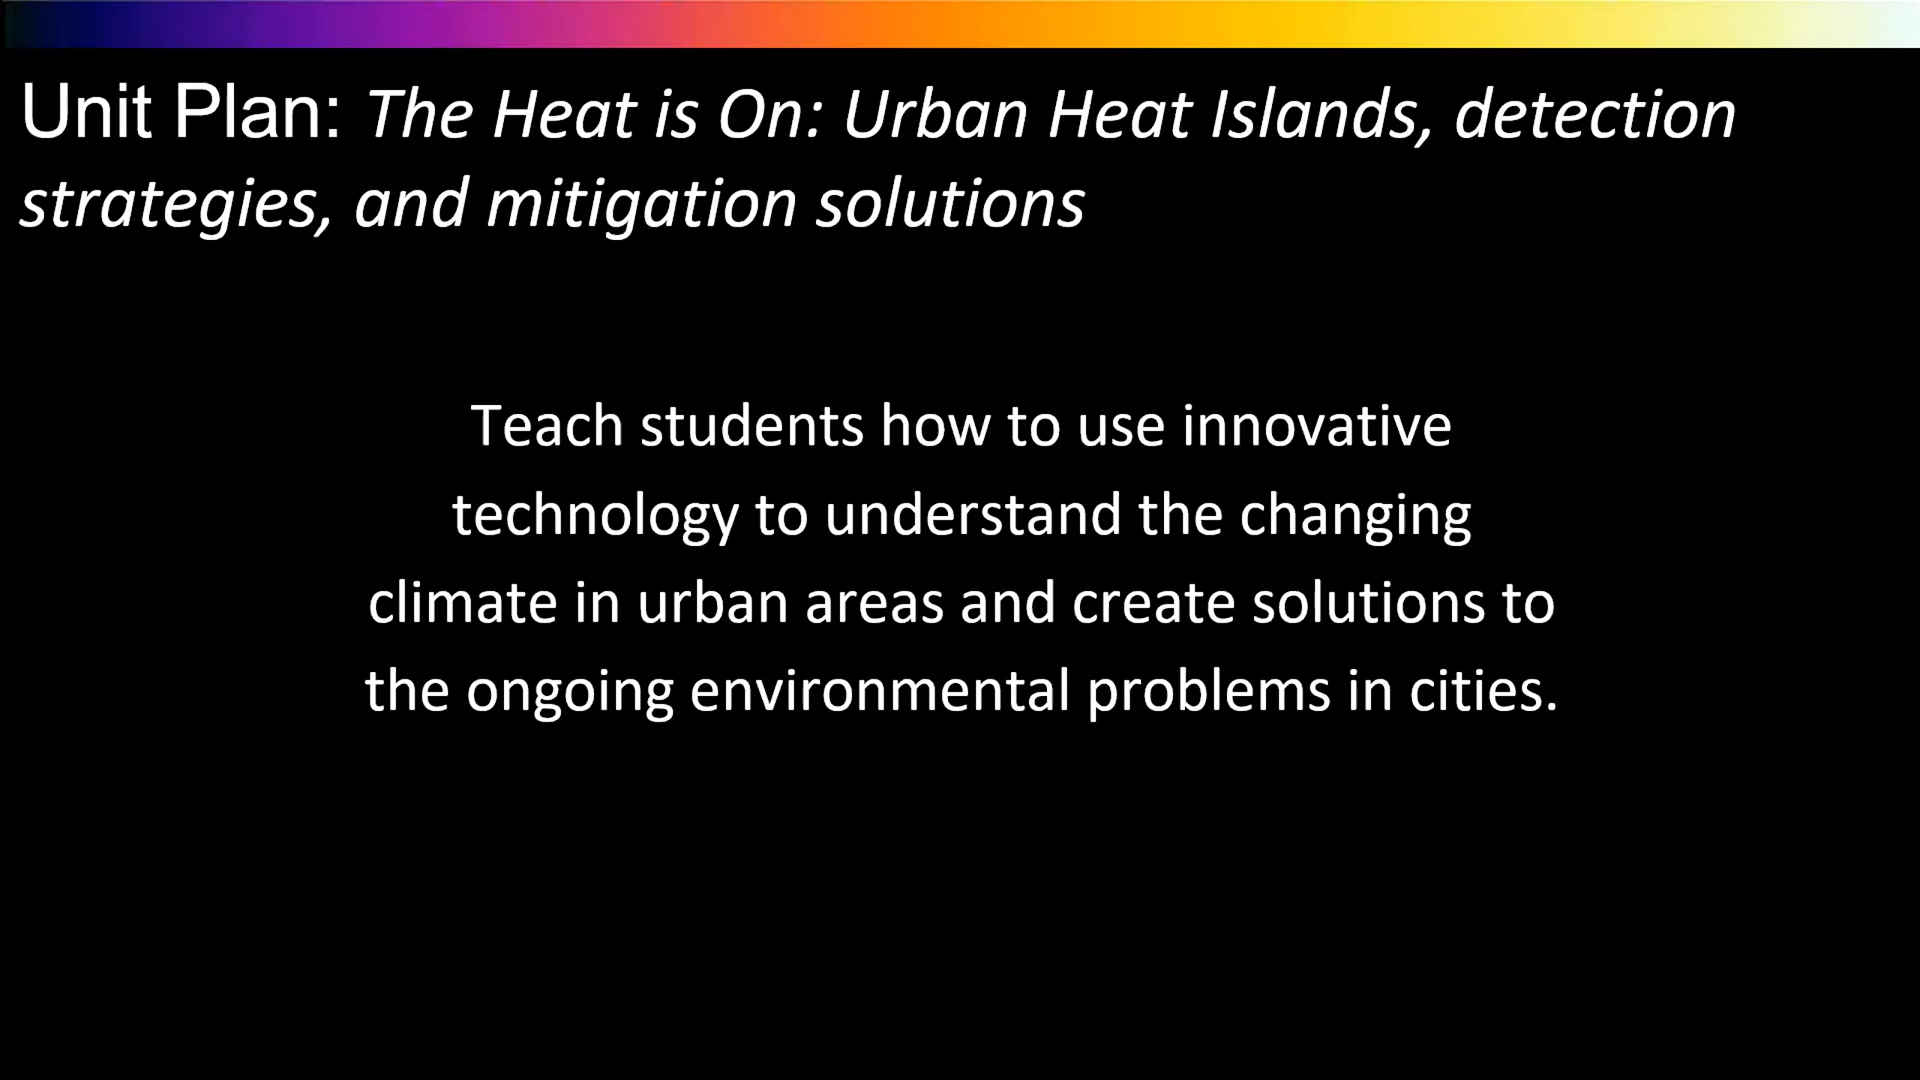 Unit Plan: The Heat is On: Urban Heat Islands, detection
strategies, and mitigation solutions
Teach students how to use innovative
technology to understand the changing
climate in urban areas and create solutions to
the ongoing environmental problems in cities.